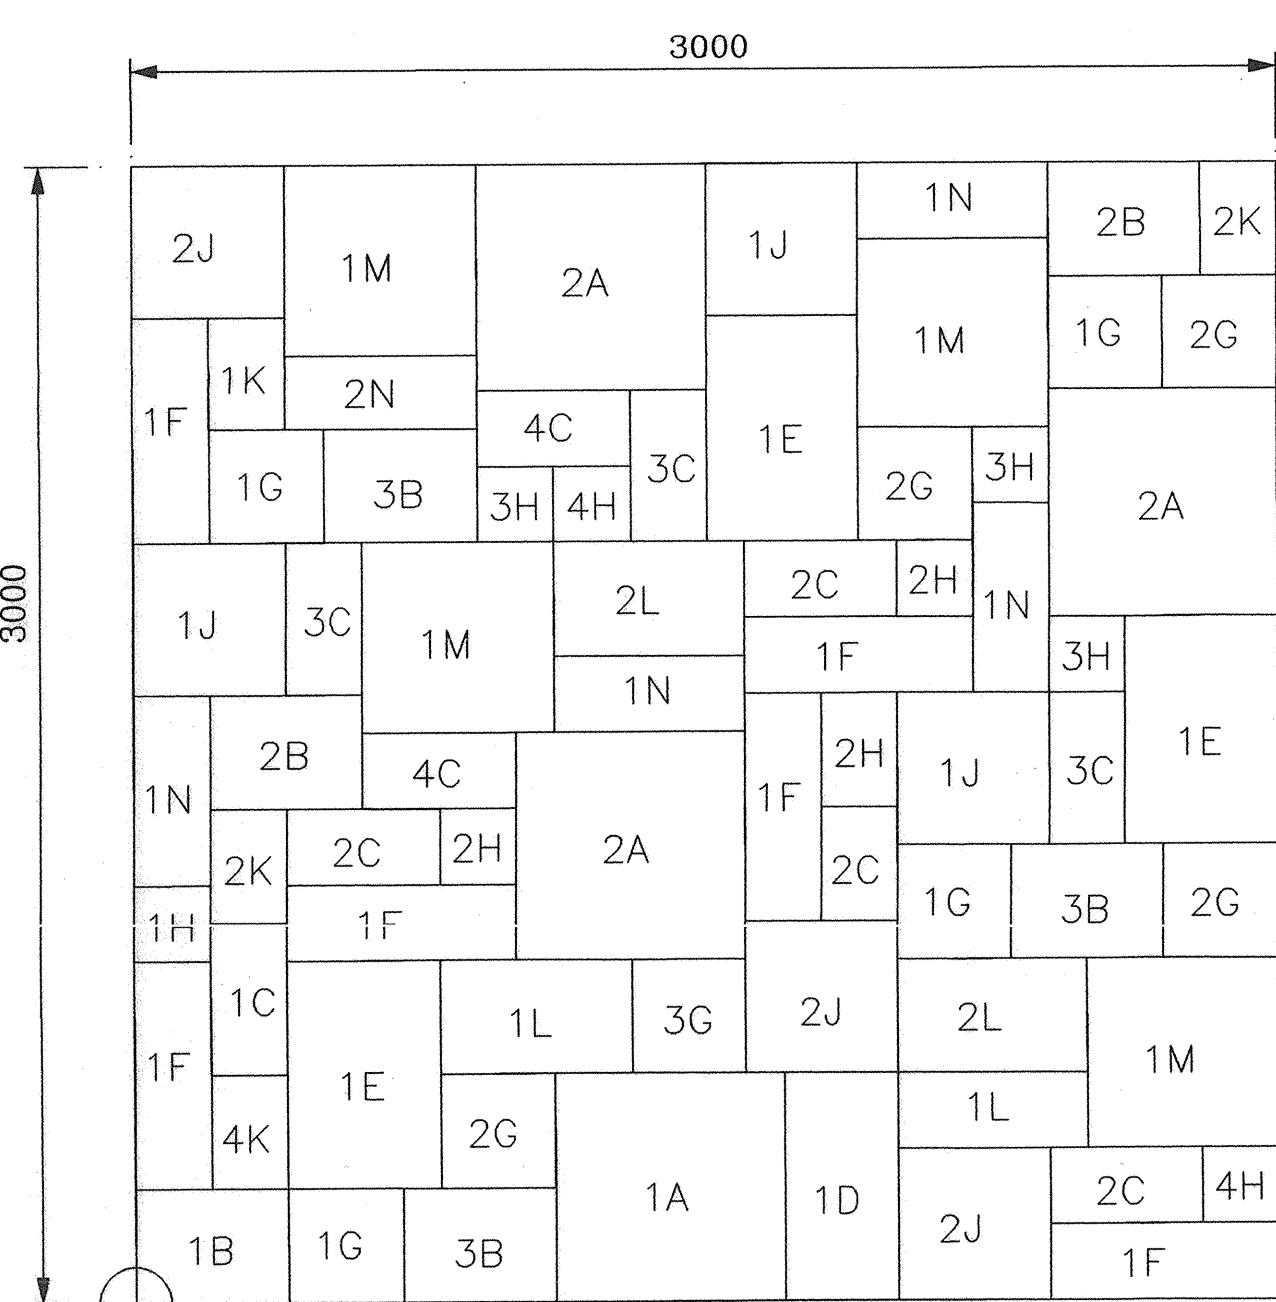 3000
1N
2B 2K
2J 1J
1M 2A
1M
1G 2G
1K
2N
1F
4C
1E
3C
3H
2G
1G 3B
3H 4H
2A
3000
2C 2H
2L
1N
1J 3C
1M
1F
3H
1N
2B
4C
2H
1J 3C
1E
1N
1F
2K
2C 2H
2A
2C
1G 3B 2G
1H
1F
1C
1L 3G
2J
2L
1F
1E
1M
1L
4K
2G
1A 1D
2C 4H
2J
1B
1G
3B
1F